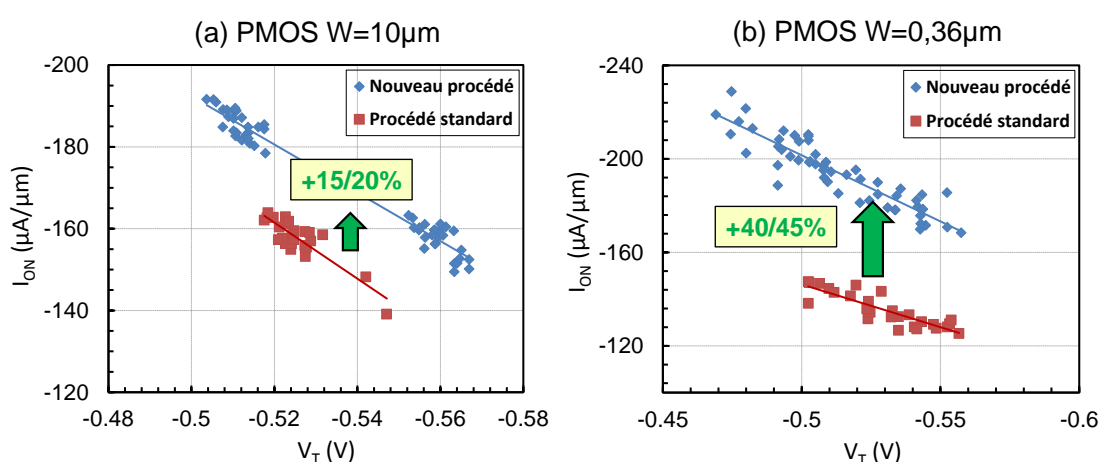 (a) PMOS W=10µm
-200
-180
-160
-140
-120
I_ON (µA/µm)
Nouveau procédé
Procédé standard
+15/20%
-0.5
-0.52
-0.54
-0.56
-0.58
V_T (V)
(b) PMOS W=0,36µm
-240
-200
-160
-120
I_ON (µA/µm)
Nouveau procédé
Procédé standard
+40/45%
-0.45
-0.5
-0.55
-0.6
V_T (V)